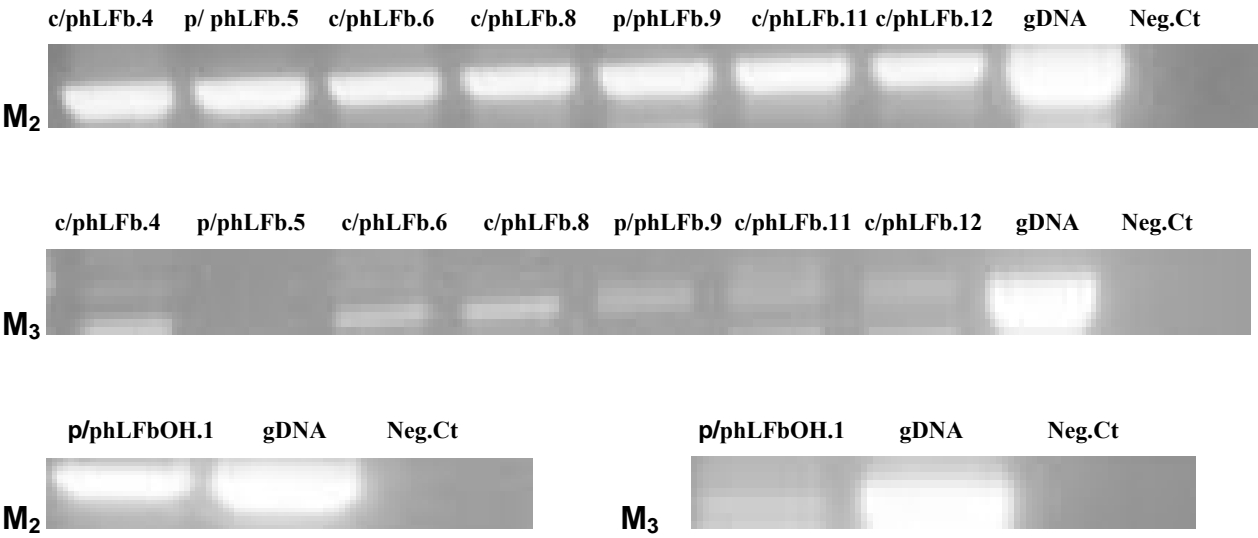 c/phLFb.4 p/ phLFb.5 c/phLFb.6 c/phLFb.8 p/phLFb.9 c/phLFb.11 c/phLFb.12 gDNA Neg.Ct
M₂
c/phLFb.4 p/phLFb.5 c/phLFb.6 c/phLFb.8 p/phLFb.9 c/phLFb.11 c/phLFb.12 gDNA Neg.Ct
M₃
p/phLFbOH.1 gDNA Neg.Ct p/phLFbOH.1 gDNA Neg.Ct
M₂ M₃